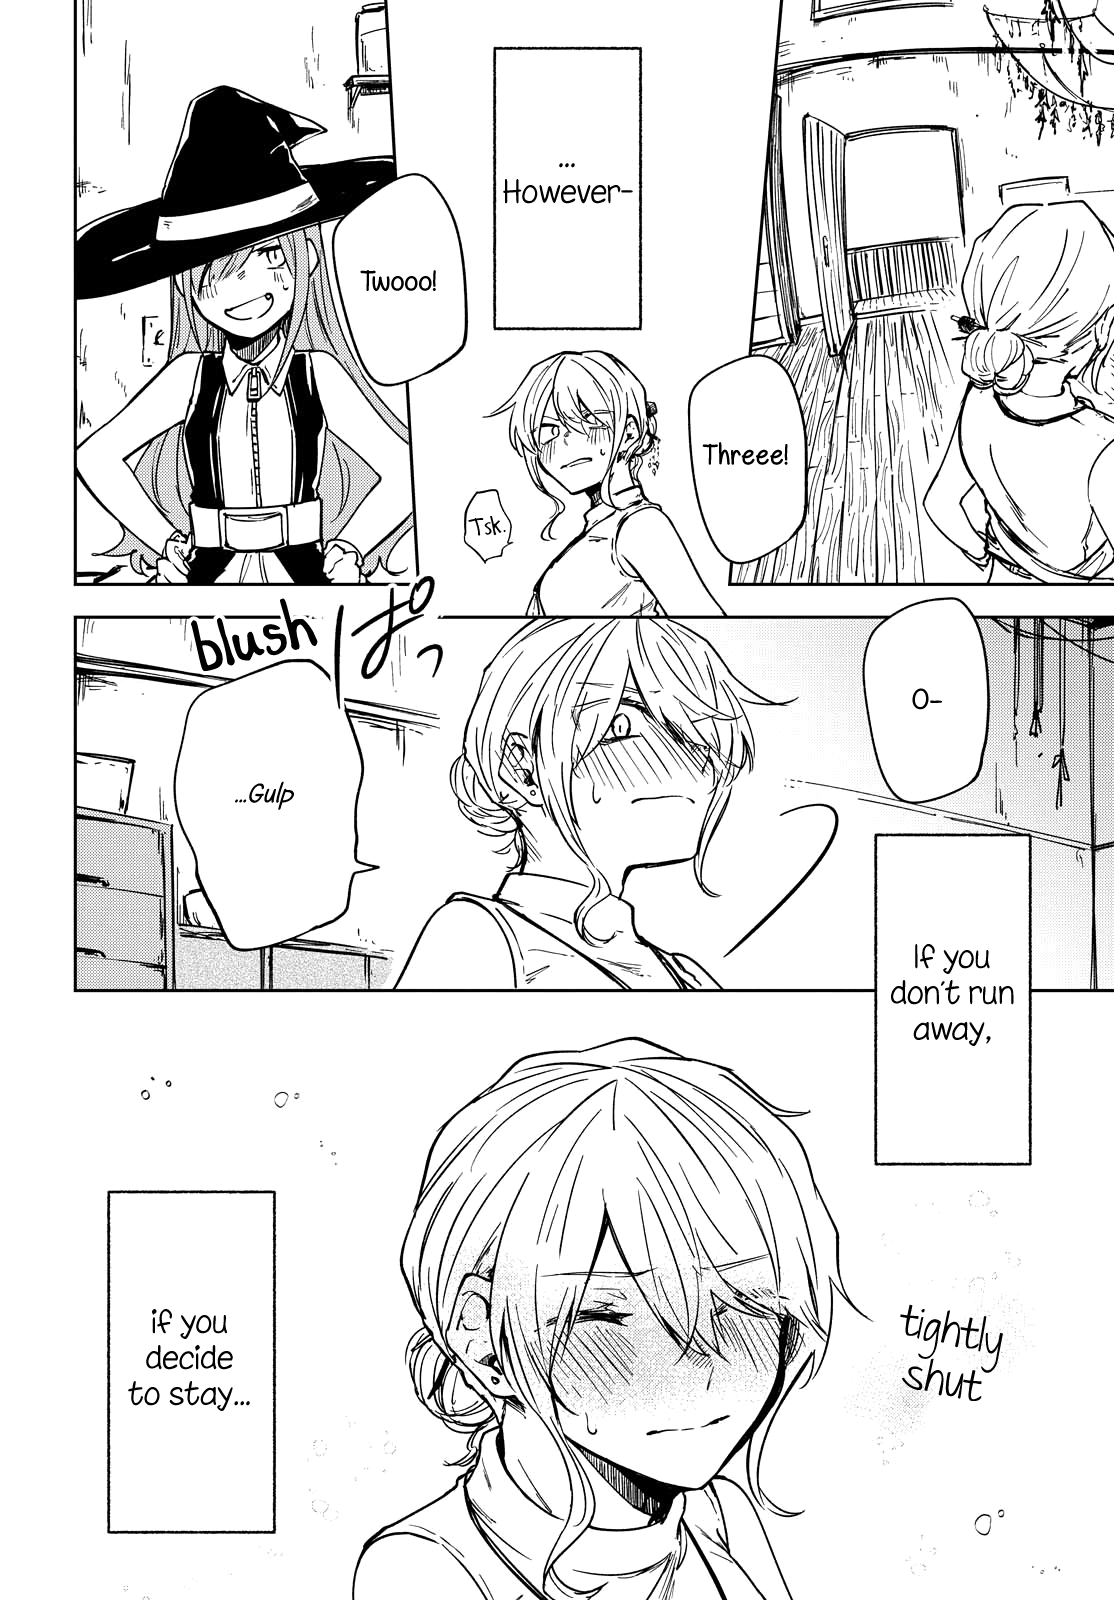 Threee!
...
However-
Tsk.
Twooo!
O-
ぽっ
blush
...Gulp
If you
don't run
away,
tightly
shut
if you
decide
to stay...